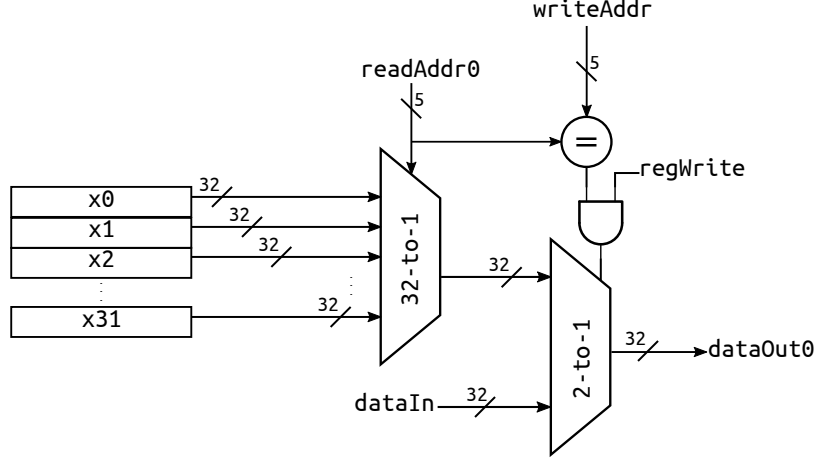 writeAddr
5
readAddr0
5
=
regWrite
x0
32
x1
32
x2
32
x31
32
32-to-1
32
2-to-1
32
dataOut0
dataIn
32